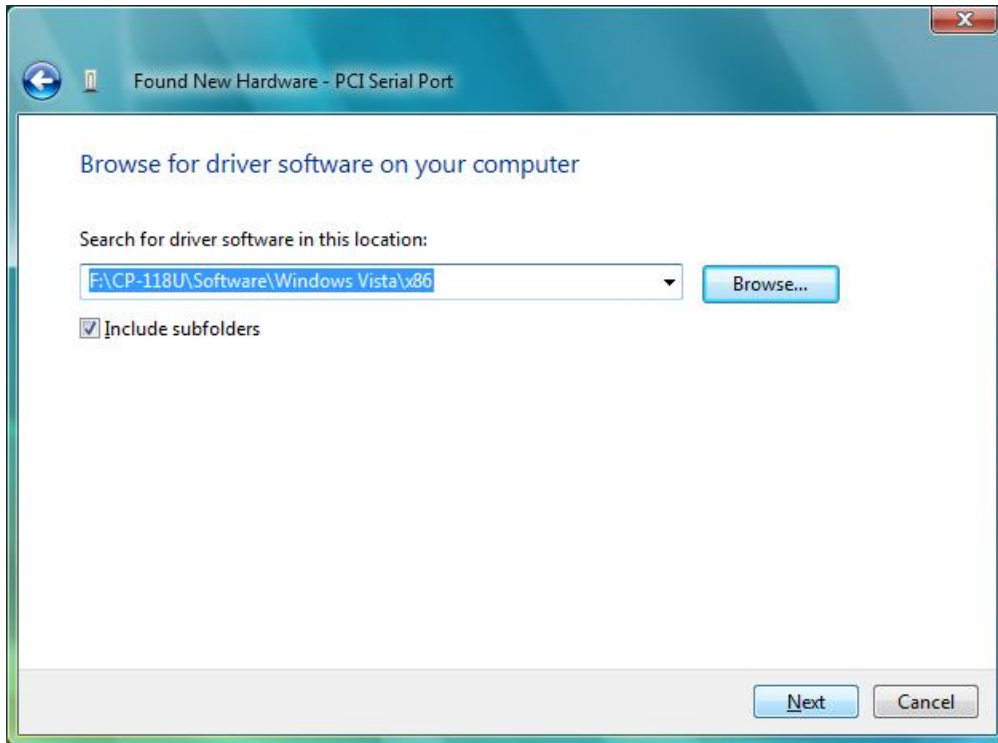 Found New Hardware - PCI Serial Port
Browse for driver software on your computer
Search for driver software in this location:
F:\CP-118U\Software\Windows Vista\x86
Browse...
Include subfolders
Next
Cancel